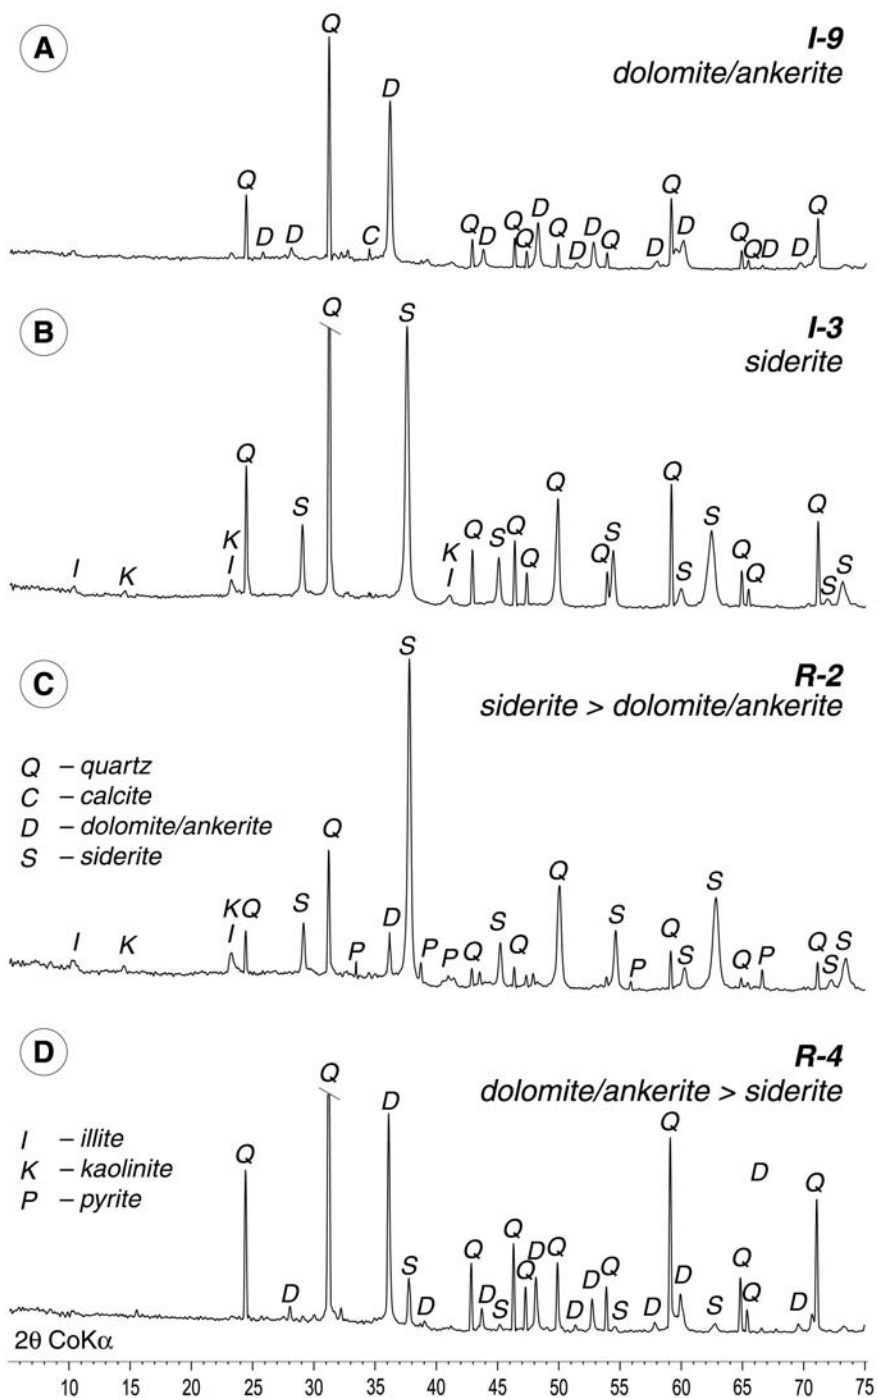 A
I-9
dolomite/ankerite
Q
D
Q
D
D
C
Q
D
Q
Q
D
Q
D
D
Q
D
Q
D
Q
Q
D
D
Q
B
I-3
siderite
Q
S
Q
S
I
K
K
I
K
I
Q
S
Q
Q
Q
Q
S
Q
S
S
Q
Q
Q
S
S
C
R-2
siderite > dolomite/ankerite
Q – quartz
C – calcite
D – dolomite/ankerite
S – siderite
S
Q
I
K
K
I
Q
S
P
D
P
P
Q
S
Q
Q
S
P
Q
S
S
Q
P
Q
S
S
D
R-4
dolomite/ankerite > siderite
I – illite
K – kaolinite
P – pyrite
Q
D
Q
D
S
D
Q
D
S
Q
Q
D
Q
D
D
Q
S
D
Q
D
S
Q
Q
D
D
Q
2θ CoKα
10 15 20 25 30 35 40 45 50 55 60 65 70 75